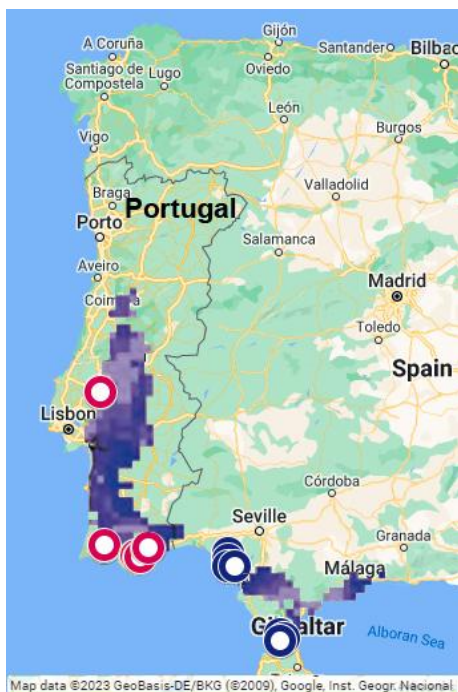 Gijón
A Coruña
Santander
Bilbao
Santiago de
Compostela
Lugo
Oviedo
León
Vigo
Burgos
Braga
Portugal
Valladolid
Porto
Salamanca
Aveiro
Madrid
Toledo
Spain
Lisbon
Córdoba
Seville
Granada
Málaga
Gibraltar
Alboran Sea
Map data ©2023 GeoBasis-DE/BKG (©2009), Google, Inst. Geogr. Nacional